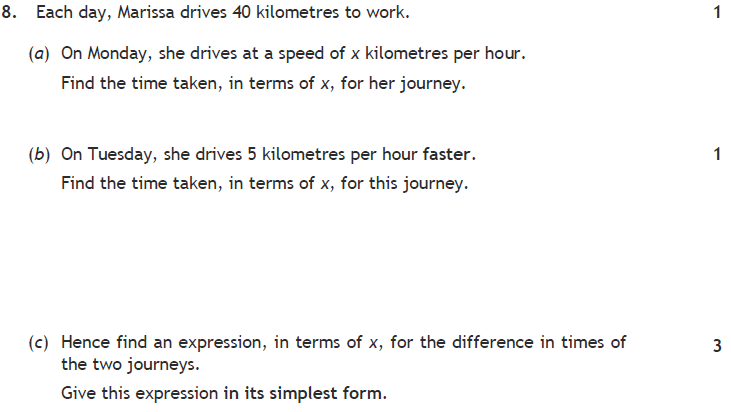 8. Each day, Marissa drives 40 kilometres to work. 1
(a) On Monday, she drives at a speed of x kilometres per hour.
Find the time taken, in terms of x, for her journey.
(b) On Tuesday, she drives 5 kilometres per hour faster. 1
Find the time taken, in terms of x, for this journey.
(c) Hence find an expression, in terms of x, for the difference in times of 3
the two journeys.
Give this expression in its simplest form.